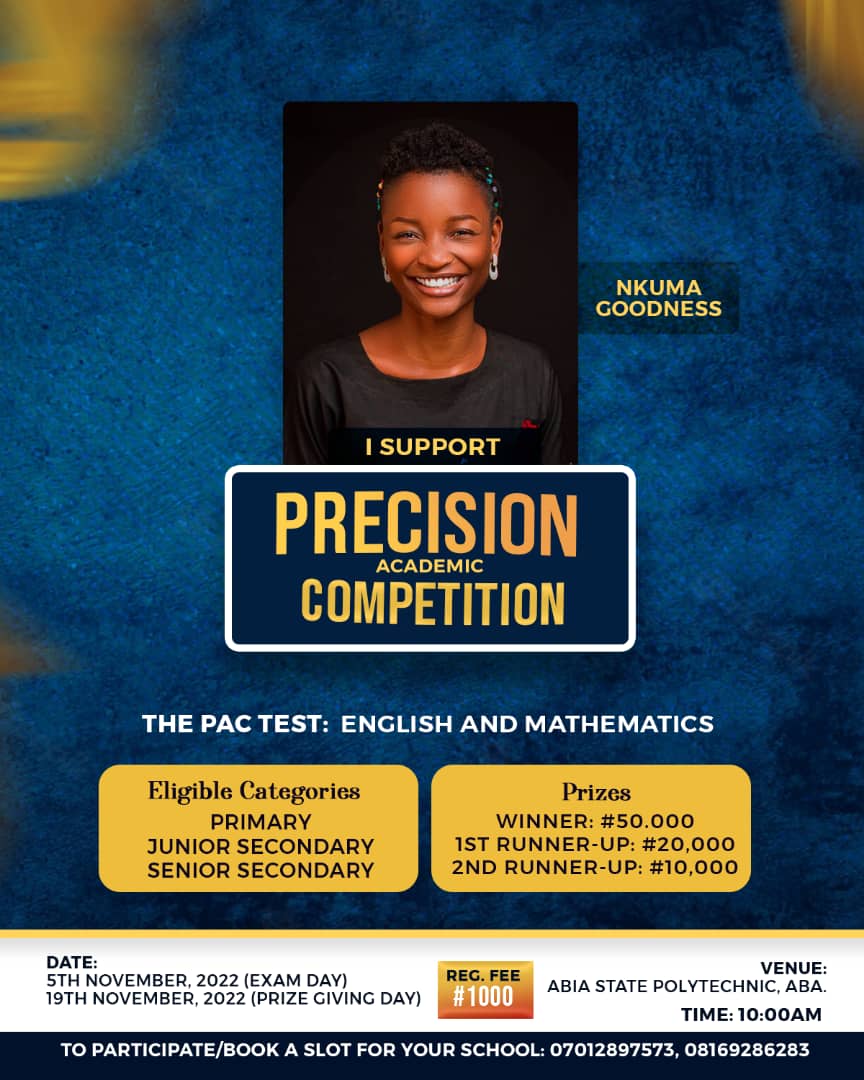 NKUMA
GOODNESS
I SUPPORT
PRECISION
ACADEMIC
COMPETITION
THE PAC TEST: ENGLISH AND MATHEMATICS
Eligible Categories
PRIMARY
JUNIOR SECONDARY
SENIOR SECONDARY
Prizes
WINNER: #50.000
1ST RUNNER-UP: #20,000
2ND RUNNER-UP: #10,000
DATE:
5TH NOVEMBER, 2022 (EXAM DAY)
19TH NOVEMBER, 2022 (PRIZE GIVING DAY)
REG. FEE
#1000
VENUE:
ABIA STATE POLYTECHNIC, ABA.
TIME: 10:00AM
TO PARTICIPATE/BOOK A SLOT FOR YOUR SCHOOL: 07012897573, 08169286283